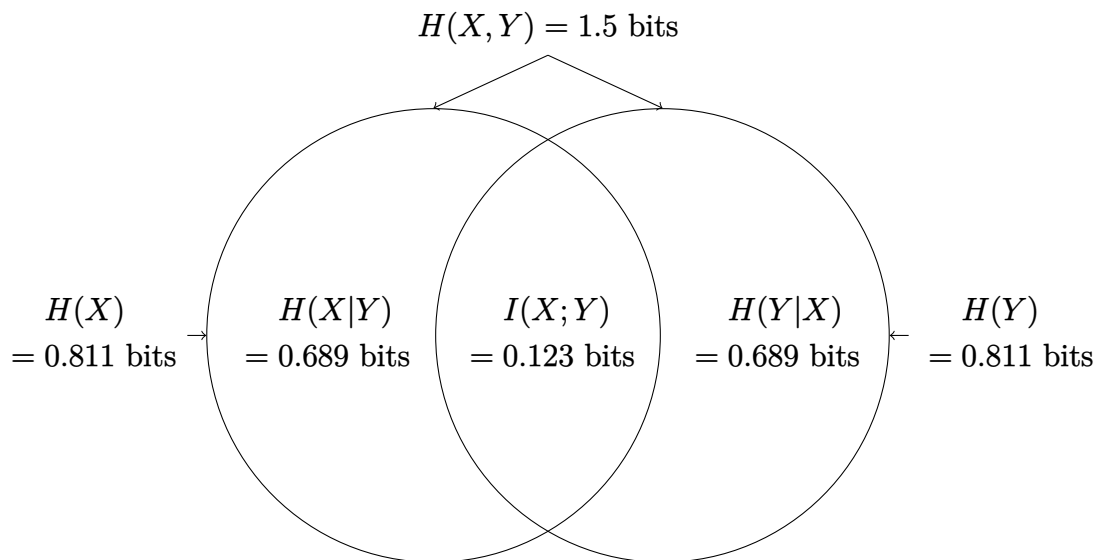 H(X, Y) = 1.5 bits
H(X)
= 0.811 bits
H(X|Y)
= 0.689 bits
I(X; Y)
= 0.123 bits
H(Y|X)
= 0.689 bits
H(Y)
= 0.811 bits